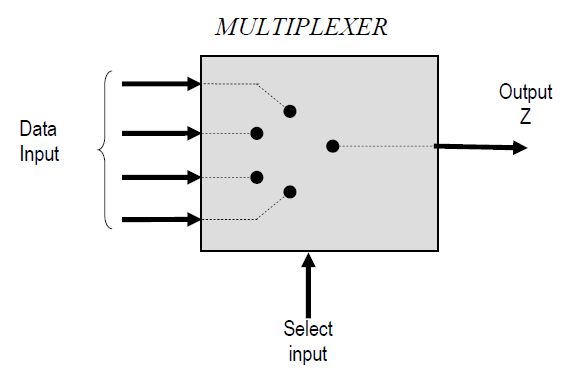 MULTIPLEXER
Data
Input
Output
Z
Select
input